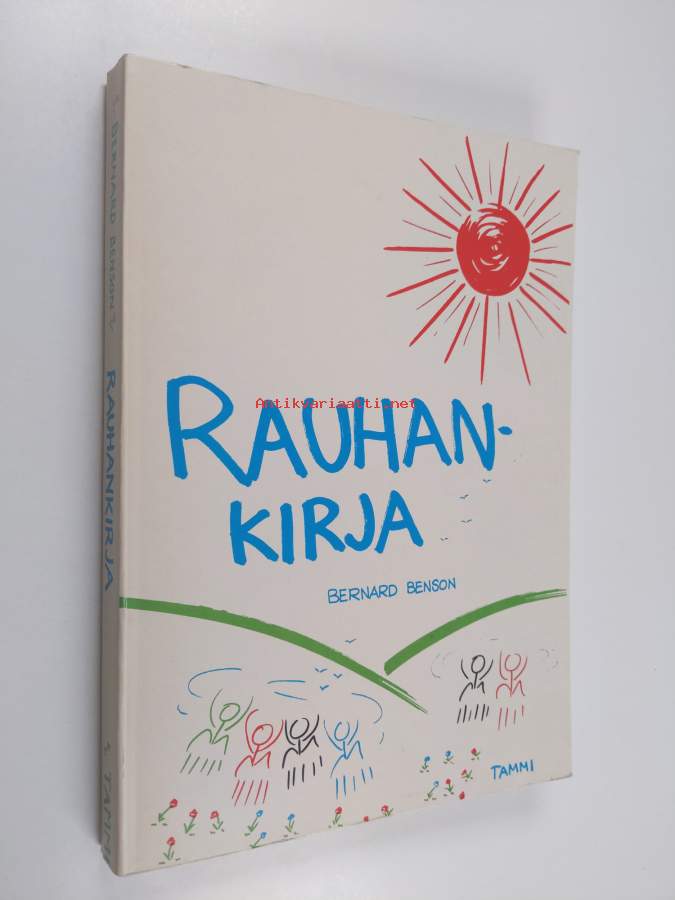 BERNARD BENSON
RAUHANKIRJA
TAMMI
Antikvariaatti.net
RAUHAN-
KIRJA
BERNARD BENSON
TAMMI